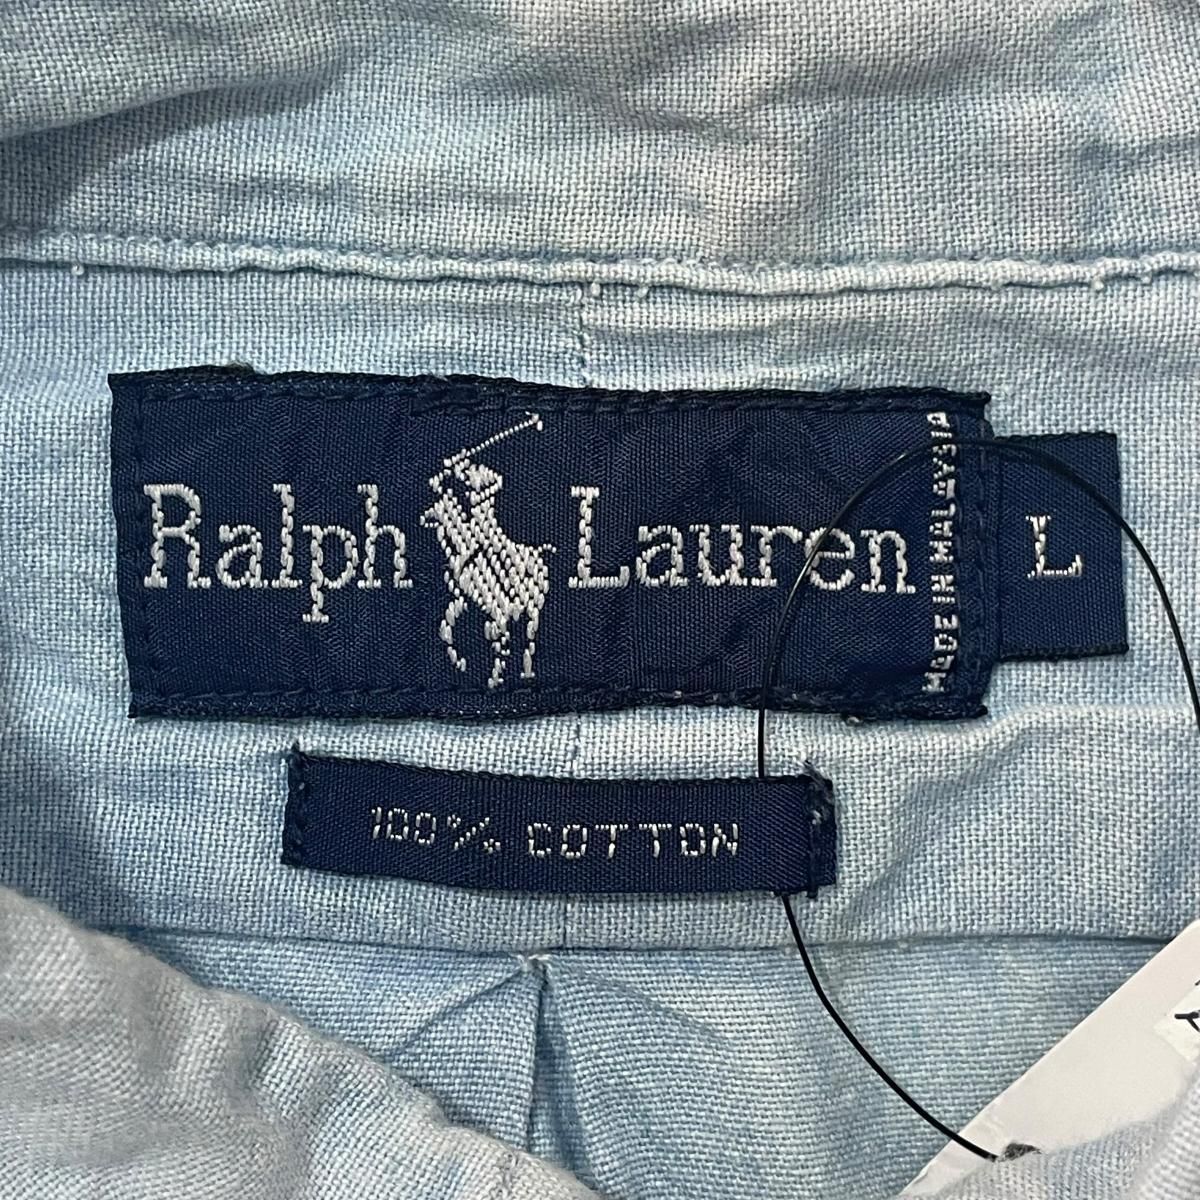 Ralph Lauren
MADE IN MALAYSIA
L
100% COTTON